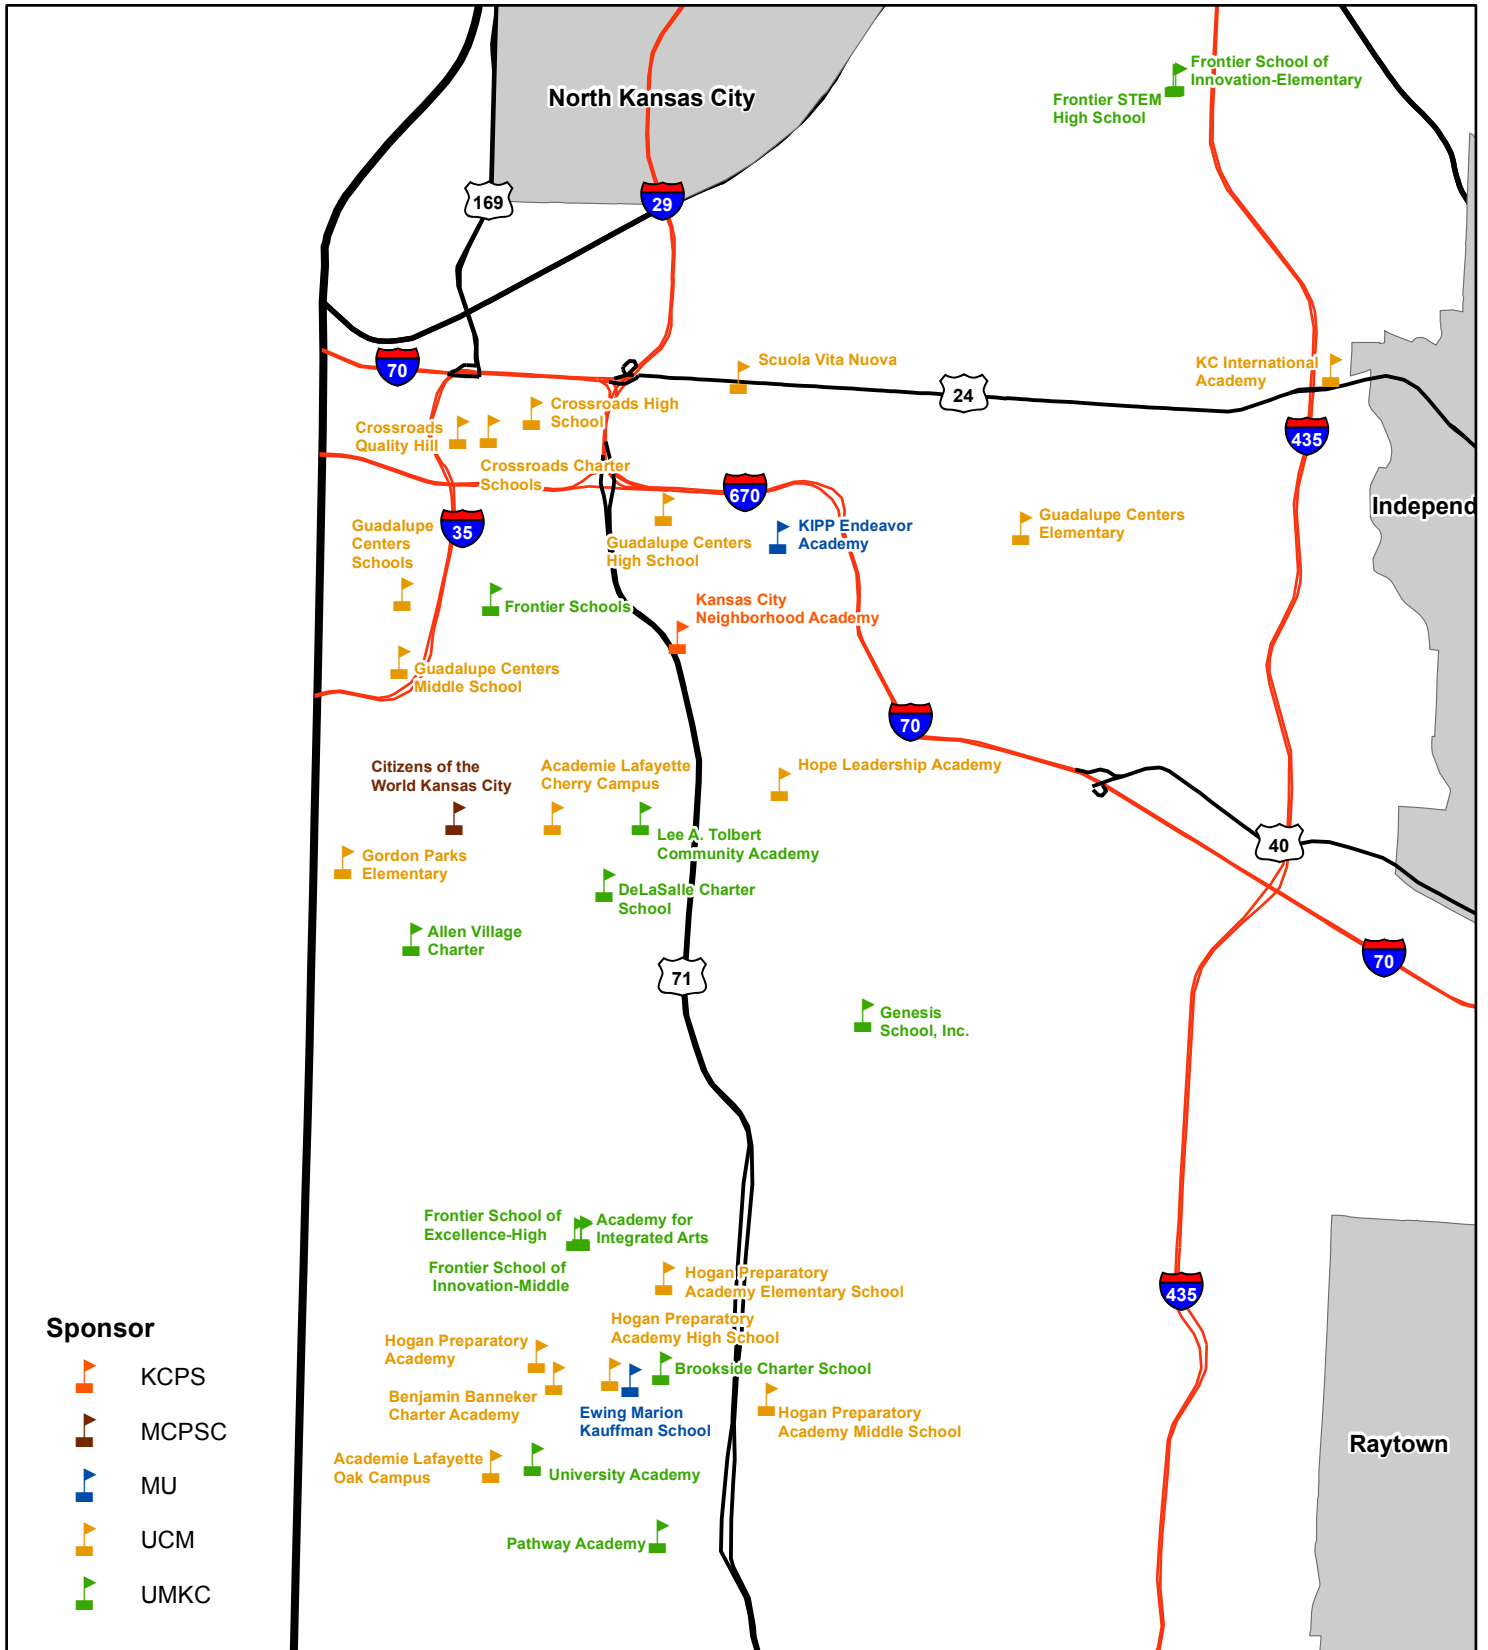 Frontier School of
Innovation-Elementary
North Kansas City
Frontier STEM
High School
169
29
Scuola Vita Nuova
KC International
Academy
70
24
Crossroads High
School
Crossroads
Quality Hill
435
Crossroads Charter
Schools
670
Independ
Guadalupe
Centers
Schools
35
Guadalupe Centers
High School
KIPP Endeavor
Academy
Guadalupe Centers
Elementary
Frontier Schools
Kansas City
Neighborhood Academy
Guadalupe Centers
Middle School
70
Citizens of the
World Kansas City
Academie Lafayette
Cherry Campus
Hope Leadership Academy
Lee A. Tolbert
Community Academy
40
Gordon Parks
Elementary
DeLaSalle Charter
School
Allen Village
Charter
71
70
Genesis
School, Inc.
Frontier School of
Excellence-High
Academy for
Integrated Arts
Frontier School of
Innovation-Middle
Hogan Preparatory
Academy Elementary School
435
Hogan Preparatory
Academy High School
Hogan Preparatory
Academy
Brookside Charter School
Benjamin Banneker
Charter Academy
Ewing Marion
Kauffman School
Hogan Preparatory
Academy Middle School
Raytown
Academie Lafayette
Oak Campus
University Academy
Pathway Academy
Sponsor
KCPS
MCPSC
MU
UCM
UMKC